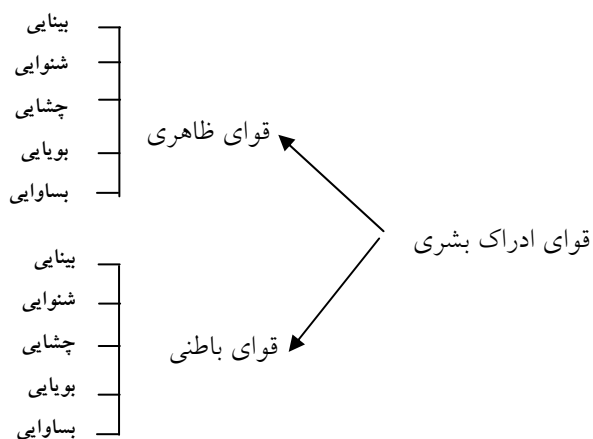 قوای ادراک بشری
قوای ظاهری
بینایی
شنوایی
چشایی
بویایی
بساوایی
قوای باطنی
بینایی
شنوایی
چشایی
بویایی
بساوایی